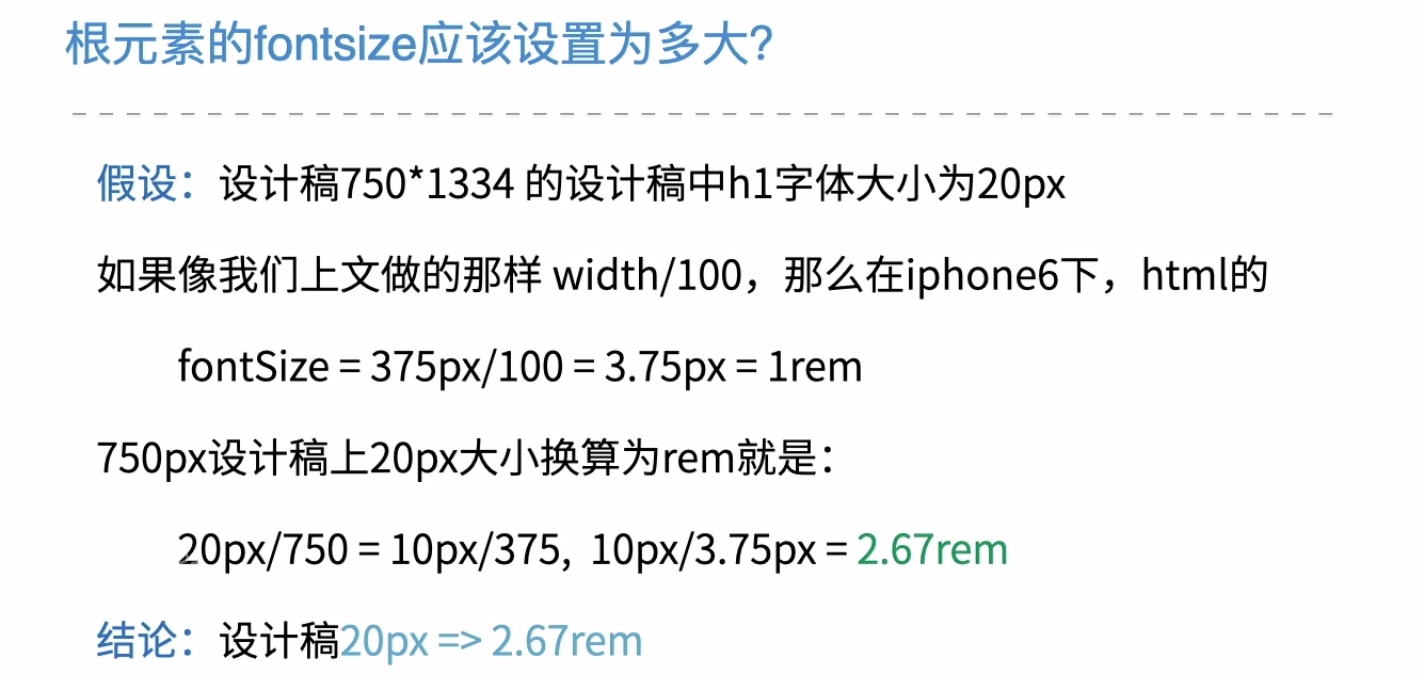 根元素的fontsize应该设置为多大?
假设：设计稿750*1334 的设计稿中h1字体大小为20px
如果像我们上文做的那样 width/100，那么在iphone6下，html的
fontSize = 375px/100 = 3.75px = 1rem
750px设计稿上20px大小换算为rem就是：
20px/750 = 10px/375, 10px/3.75px = 2.67rem
结论：设计稿20px => 2.67rem